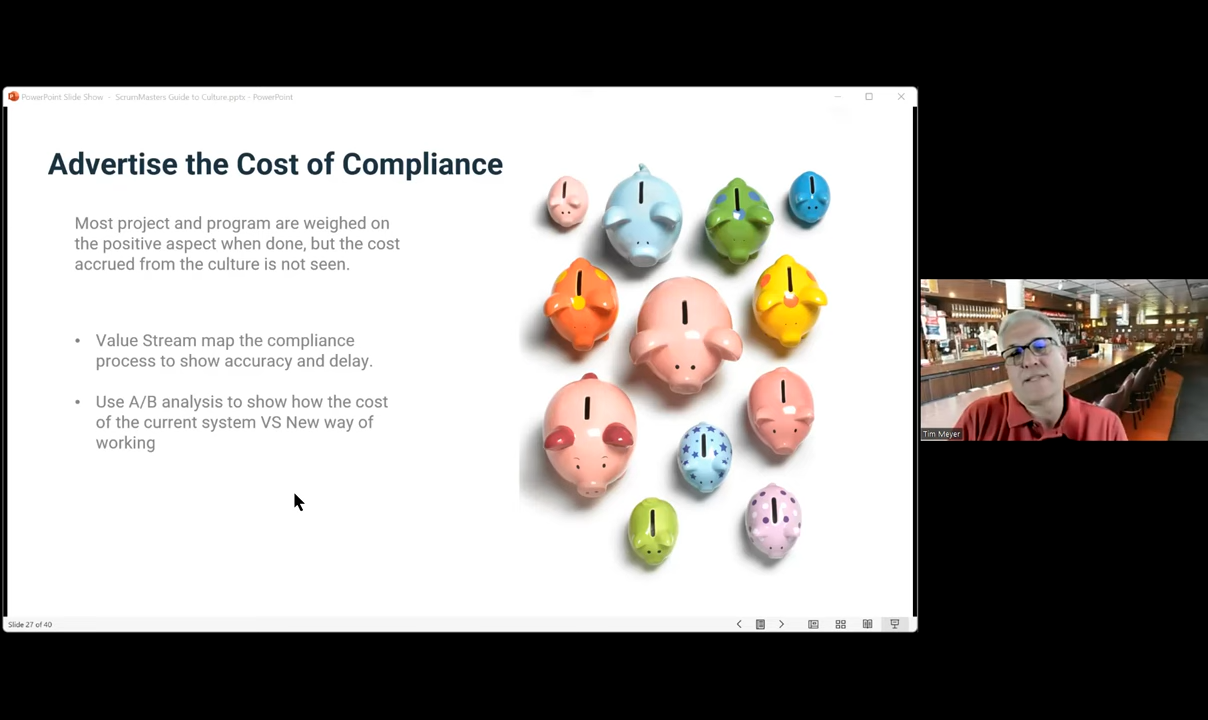 PowerPoint Slide Show - ScrumMasters Guide to Culture.pptx - PowerPoint
Advertise the Cost of Compliance
Most project and program are weighed on
the positive aspect when done, but the cost
accrued from the culture is not seen.
• Value Stream map the compliance
process to show accuracy and delay.
• Use A/B analysis to show how the cost
of the current system VS New way of
working
Tim Meyer
Slide 27 of 40